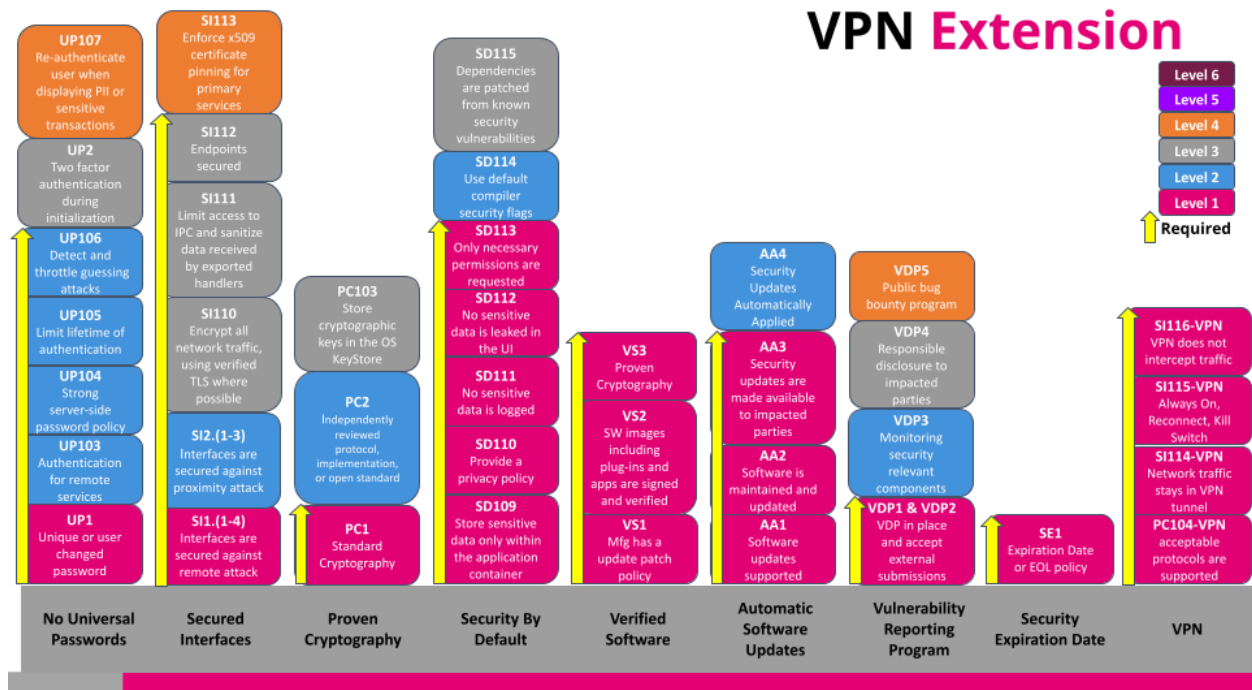 VPN Extension
Level 6
Level 5
Level 4
Level 3
Level 2
Level 1
Required
UP107
Re-authenticate
user when
displaying PII or
sensitive
transactions
UP2
Two factor
authentication
during
initialization
UP106
Detect and
throttle guessing
attacks
UP105
Limit lifetime of
authentication
UP104
Strong
server-side
password policy
UP103
Authentication
for remote
services
UP1
Unique or user
changed
password
No Universal
Passwords
SI113
Enforce x509
certificate
pinning for
primary
services
SI112
Endpoints
secured
SI111
Limit access to
IPC and sanitize
data received
by exported
handlers
SI110
Encrypt all
network traffic,
using verified
TLS where
possible
SI2.(1-3)
Interfaces are
secured against
proximity attack
SI1.(1-4)
Interfaces are
secured against
remote attack
Secured
Interfaces
PC103
Store
cryptographic
keys in the OS
KeyStore
PC2
Independently
reviewed
protocol,
implementation,
or open standard
PC1
Standard
Cryptography
Proven
Cryptography
SD115
Dependencies
are patched
from known
security
vulnerabilities
SD114
Use default
compiler
security flags
SD113
Only necessary
permissions are
requested
SD112
No sensitive
data is leaked in
the UI
SD111
No sensitive
data is logged
SD110
Provide a
privacy policy
SD109
Store sensitive
data only within
the application
container
Security By
Default
VS3
Proven
Cryptography
VS2
SW images
including
plug-ins and
apps are signed
and verified
VS1
Mfg has a
update patch
policy
Verified
Software
AA4
Security
Updates
Automatically
Applied
AA3
Security
updates are
made available
to impacted
parties
AA2
Software is
maintained and
updated
AA1
Software
updates
supported
Automatic
Software
Updates
VDP5
Public bug
bounty program
VDP4
Responsible
disclosure to
impacted
parties
VDP3
Monitoring
security
relevant
components
VDP1 & VDP2
VDP in place
and accept
external
submissions
Vulnerability
Reporting
Program
SE1
Expiration Date
or EOL policy
Security
Expiration Date
SI116-VPN
VPN does not
intercept traffic
SI115-VPN
Always On,
Reconnect, Kill
Switch
SI114-VPN
Network traffic
stays in VPN
tunnel
PC104-VPN
acceptable
protocols are
supported
VPN